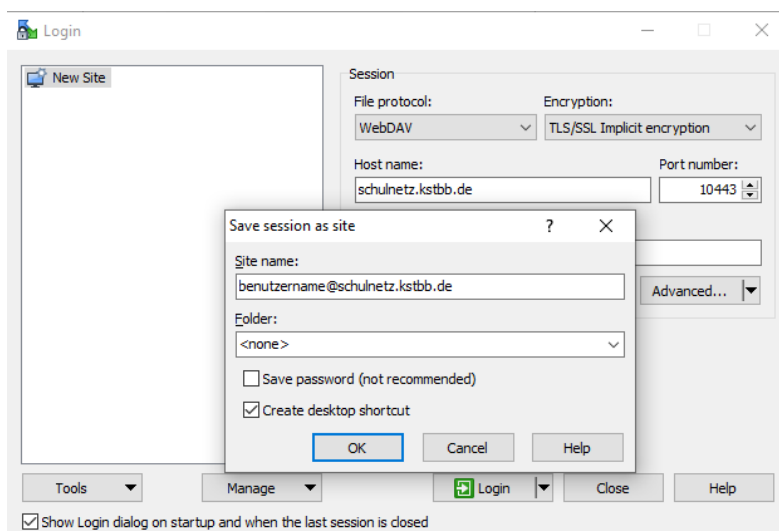 Login
New Site
Session
File protocol:
Encryption:
WebDAV
TLS/SSL Implicit encryption
Host name:
Port number:
schulnetz.kstbb.de
10443
Save session as site
?
Site name:
benutzername@schulnetz.kstbb.de
Advanced...
Folder:
<none>
Save password (not recommended)
Create desktop shortcut
OK
Cancel
Help
Tools
Manage
Login
Close
Help
Show Login dialog on startup and when the last session is closed